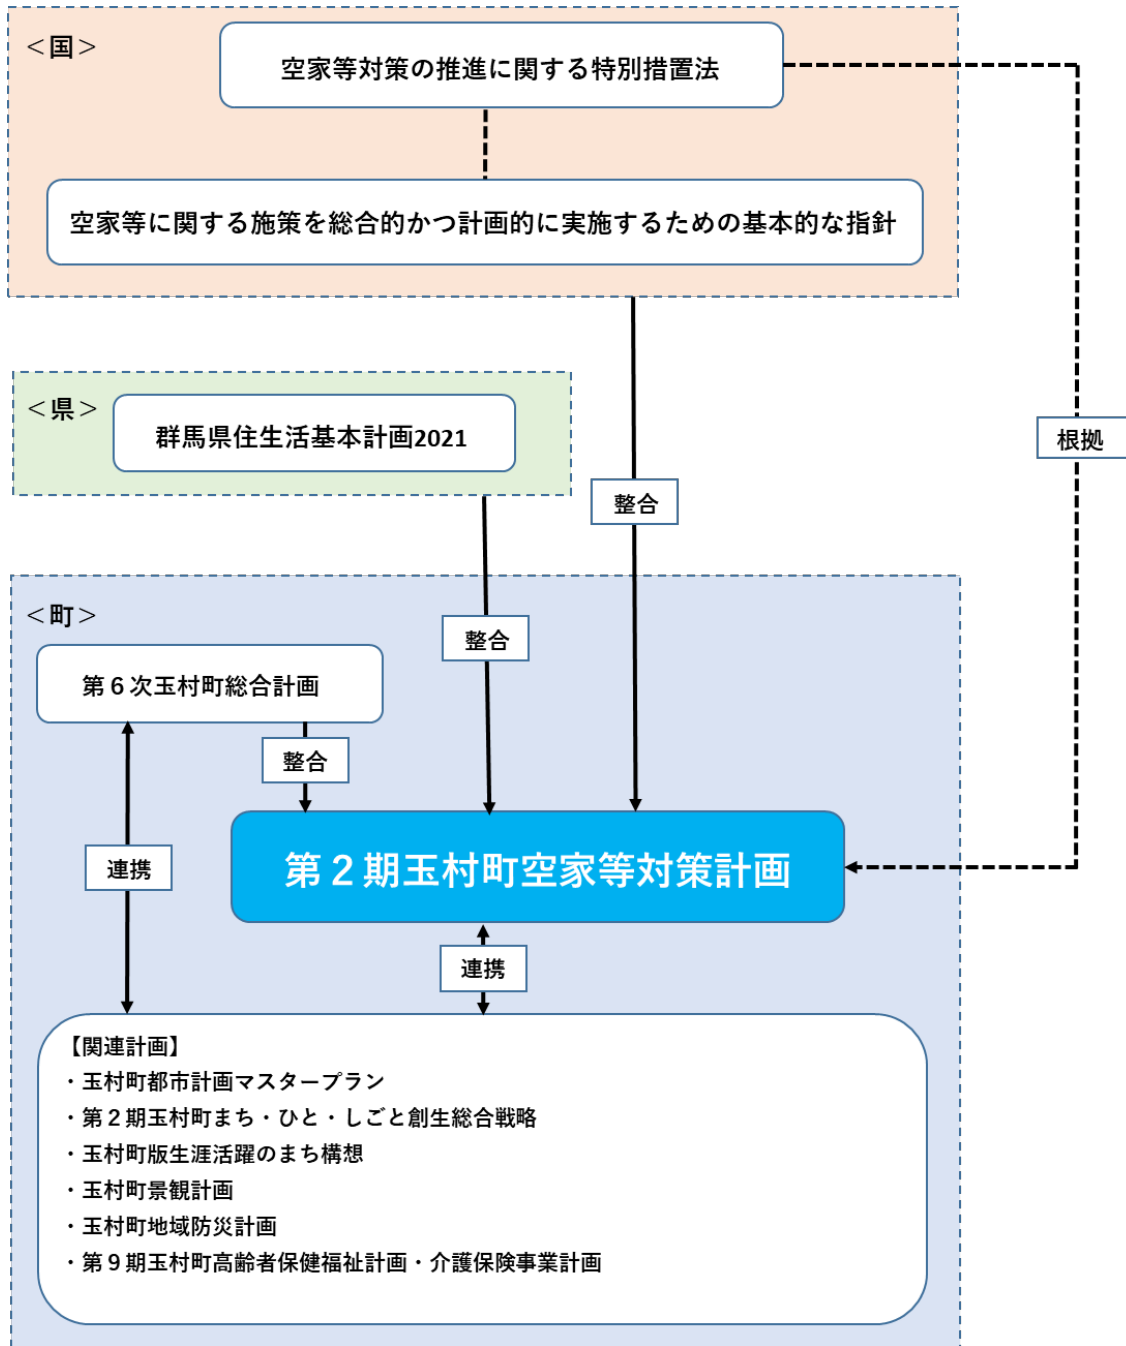 ＜国＞
空家等対策の推進に関する特別措置法
空家等に関する施策を総合的かつ計画的に実施するための基本的な指針
＜県＞
群馬県住生活基本計画2021
根拠
整合
＜町＞
整合
第６次玉村町総合計画
整合
第２期玉村町空家等対策計画
連携
連携
【関連計画】
・玉村町都市計画マスタープラン
・第２期玉村町まち・ひと・しごと創生総合戦略
・玉村町版生涯活躍のまち構想
・玉村町景観計画
・玉村町地域防災計画
・第９期玉村町高齢者保健福祉計画・介護保険事業計画